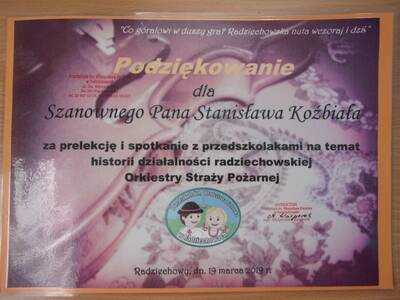 "Co góralowi w duszy gra? Radziechowska nuta wczoraj i dziś"
Podziękowanie
dla
Szanownego Pana Stanisława Koźbiała
za prelekcję i spotkanie z przedszkolakami na temat
historii działalności radziechowskiej
Orkiestry Straży Pożarnej
DYREKTOR
Radziechowy, dn. 19 marca 2019 r.